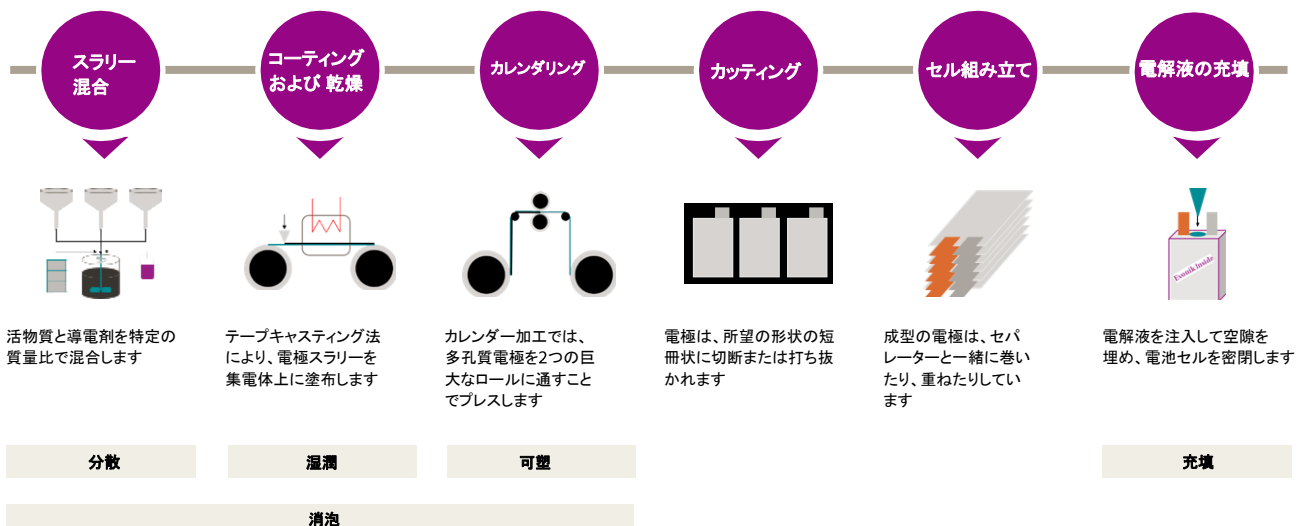 スラリー
混合
コーティング
および 乾燥
カレンダリング
カッティング
セル組み立て
電解液の充填
Evonik Inside
活物質と導電剤を特定の
質量比で混合します
テープキャスティング法
により、電極スラリーを
集電体上に塗布します
カレンダー加工では、
多孔質電極を2つの巨
大なロールに通すこと
でプレスします
電極は、所望の形状の短
冊状に切断または打ち抜
かれます
成型の電極は、セパ
レーターと一緒に巻い
たり、重ねたりしてい
ます
電解液を注入して空隙を
埋め、電池セルを密閉します
分散
湿潤
可塑
充填
消泡